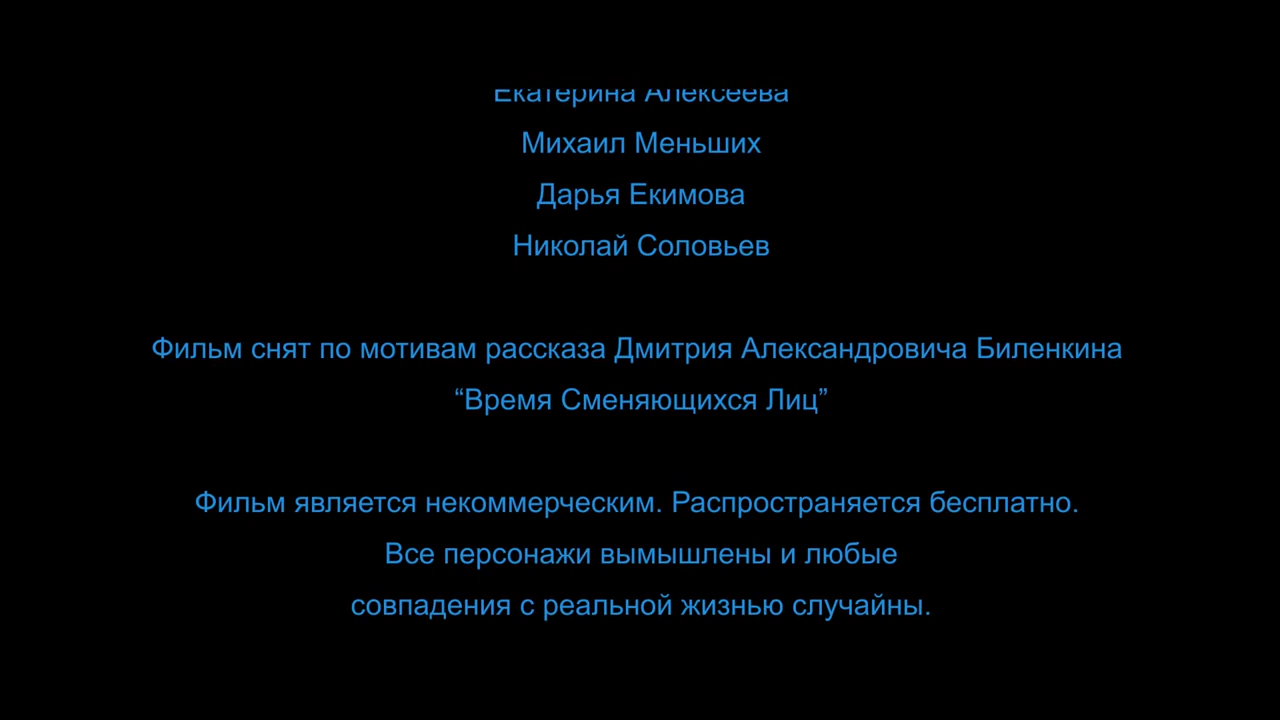 Екатерина Алексеева
Михаил Меньших
Дарья Екимова
Николай Соловьев
Фильм снят по мотивам рассказа Дмитрия Александровича Биленкина
“Время Сменяющихся Лиц”
Фильм является некоммерческим. Распространяется бесплатно.
Все персонажи вымышлены и любые
совпадения с реальной жизнью случайны.